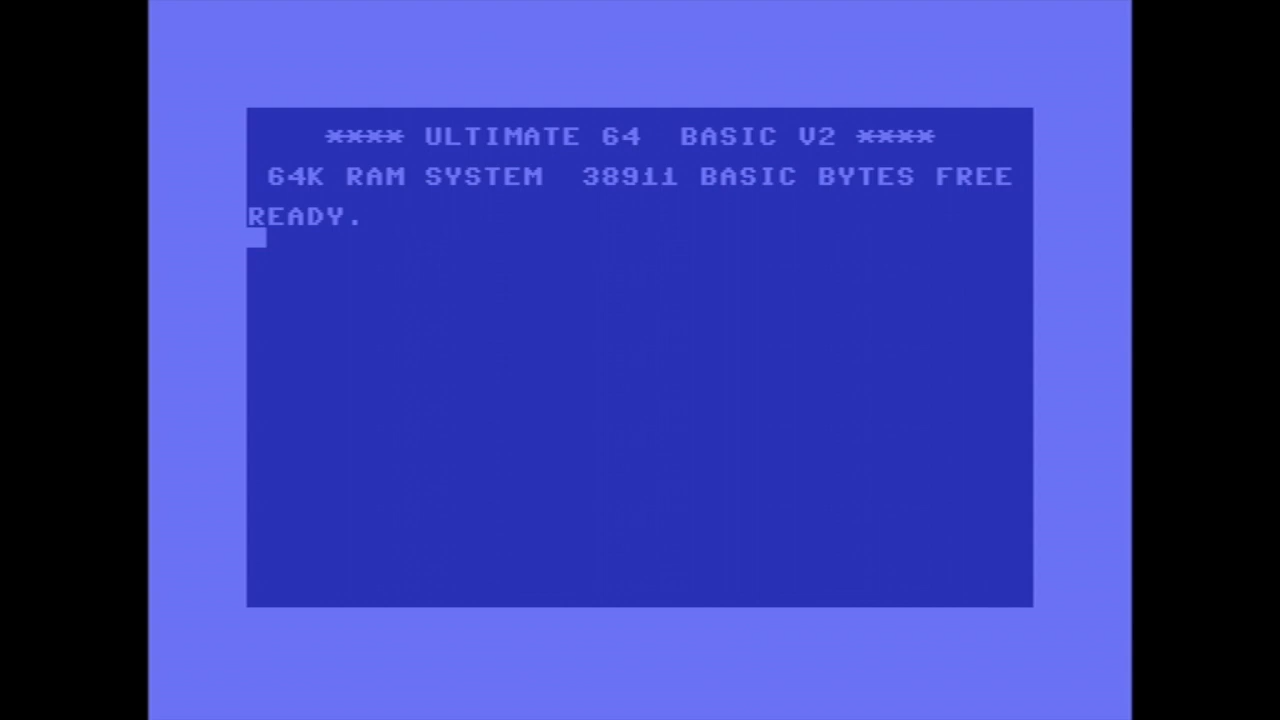 **** ULTIMATE 64  BASIC V2 ****
64K RAM SYSTEM  38911 BASIC BYTES FREE
READY.